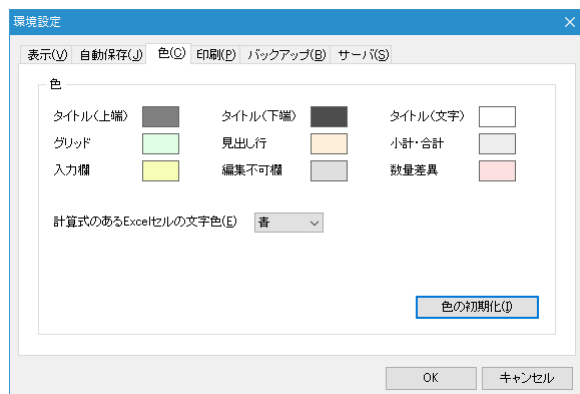 環境設定
表示(V) 自動保存(J) 色(C) 印刷(P) バックアップ(B) サーバ(S)
色
タイトル(上端) タイトル(下端) タイトル(文字)
グリッド 見出し行 小計・合計
入力欄 編集不可欄 数量差異
計算式のあるExcelセルの文字色(E) 青
色の初期化(I)
OK キャンセル